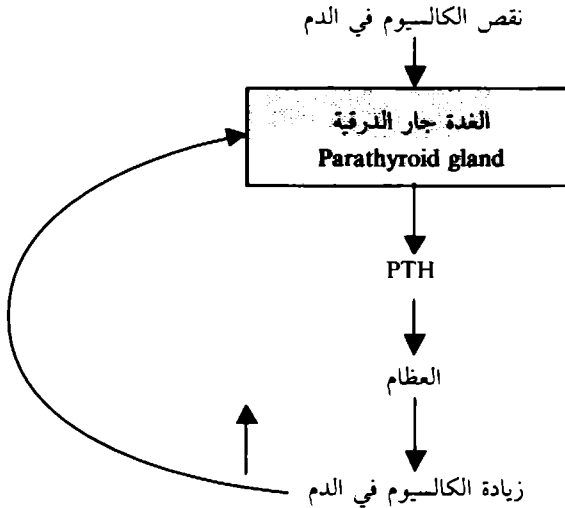 نقص الكالسيوم في الدم
الغدة جار الدرقية
Parathyroid gland
PTH
العظام
زيادة الكالسيوم في الدم